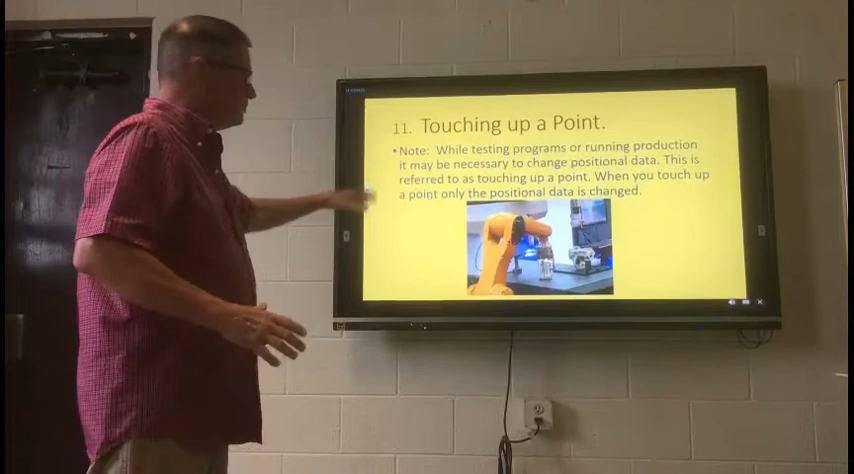 11. Touching up a Point.
• Note: While testing programs or running production
it may be necessary to change positional data. This is
referred to as touching up a point. When you touch up
a point only the positional data is changed.